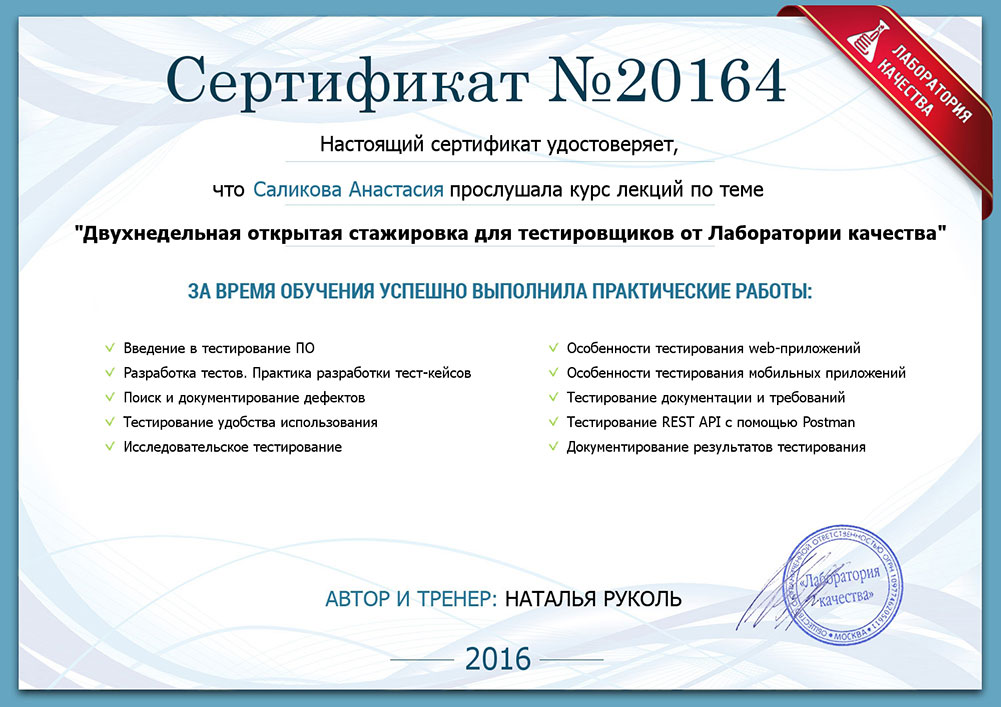 ЛАБОРАТОРИЯ
КАЧЕСТВА
Сертификат №20164
Настоящий сертификат удостоверяет,
что Саликова Анастасия прослушала курс лекций по теме
"Двухнедельная открытая стажировка для тестировщиков от Лаборатории качества"
ЗА ВРЕМЯ ОБУЧЕНИЯ УСПЕШНО ВЫПОЛНИЛА ПРАКТИЧЕСКИЕ РАБОТЫ:
Введение в тестирование ПО
Разработка тестов. Практика разработки тест-кейсов
Поиск и документирование дефектов
Тестирование удобства использования
Исследовательское тестирование
Особенности тестирования web-приложений
Особенности тестирования мобильных приложений
Тестирование документации и требований
Тестирование REST API с помощью Postman
Документирование результатов тестирования
АВТОР И ТРЕНЕР: НАТАЛЬЯ РУКОЛЬ
2016
ОТВЕТСТВЕННОСТЬЮ ОГРН
«Лаборатория
качества»
МОСКВА